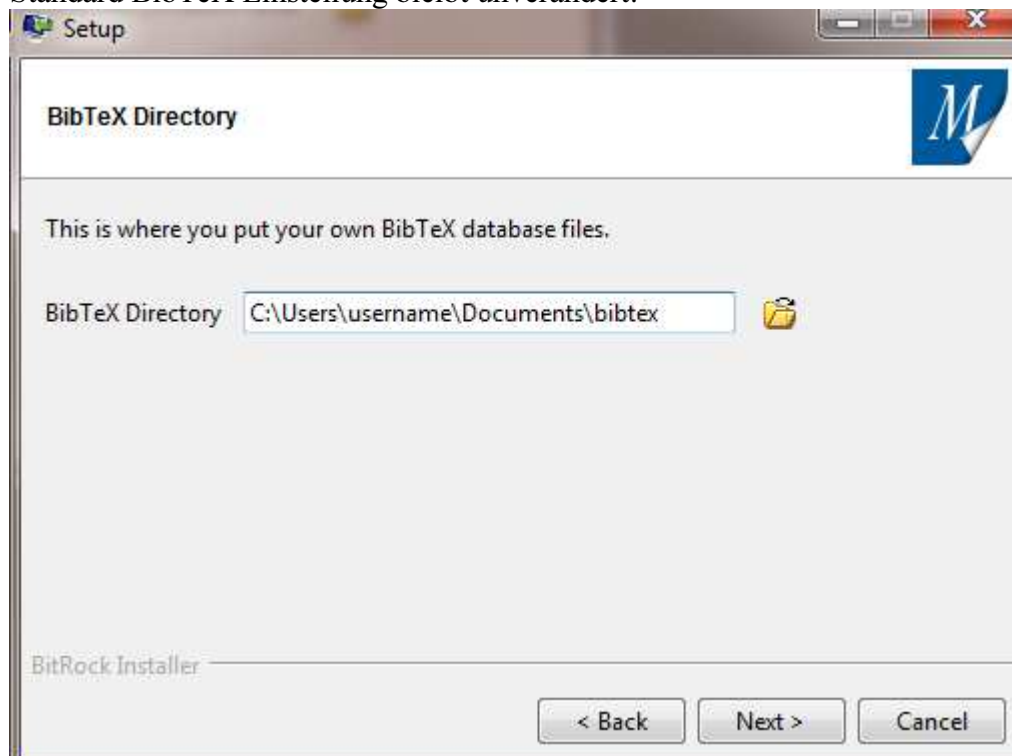 Standard BibTeX Einstellung bleibt unverändert.
Setup
BibTeX Directory
M
This is where you put your own BibTeX database files.
BibTeX Directory C:\Users\username\Documents\bibtex
BitRock Installer
< Back Next > Cancel